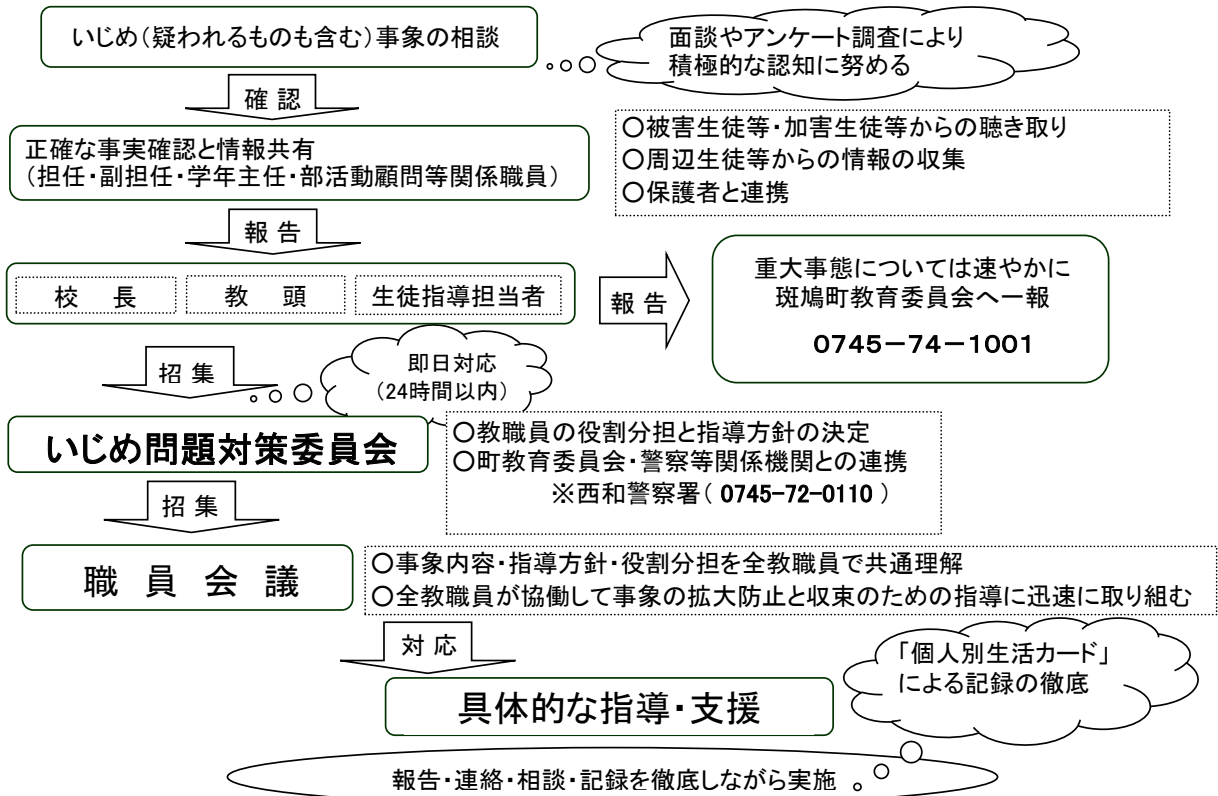 いじめ（疑われるものも含む）事象の相談
面談やアンケート調査により
積極的な認知に努める
確 認
正確な事実確認と情報共有
（担任・副担任・学年主任・部活動顧問等関係職員）
〇被害生徒等・加害生徒等からの聴き取り
〇周辺生徒等からの情報の収集
〇保護者と連携
報 告
校　長
教　頭
生徒指導担当者
報 告
重大事態については速やかに
斑鳩町教育委員会へ一報
０７４５－７４－１００１
招 集
即日対応
（24時間以内）
いじめ問題対策委員会
〇教職員の役割分担と指導方針の決定
〇町教育委員会・警察等関係機関との連携
※西和警察署（ 0745-72-0110 ）
招 集
職 員 会 議
〇事象内容・指導方針・役割分担を全教職員で共通理解
〇全教職員が協働して事象の拡大防止と収束のための指導に迅速に取り組む
対 応
「個人別生活カード」
による記録の徹底
具体的な指導・支援
報告・連絡・相談・記録を徹底しながら実施